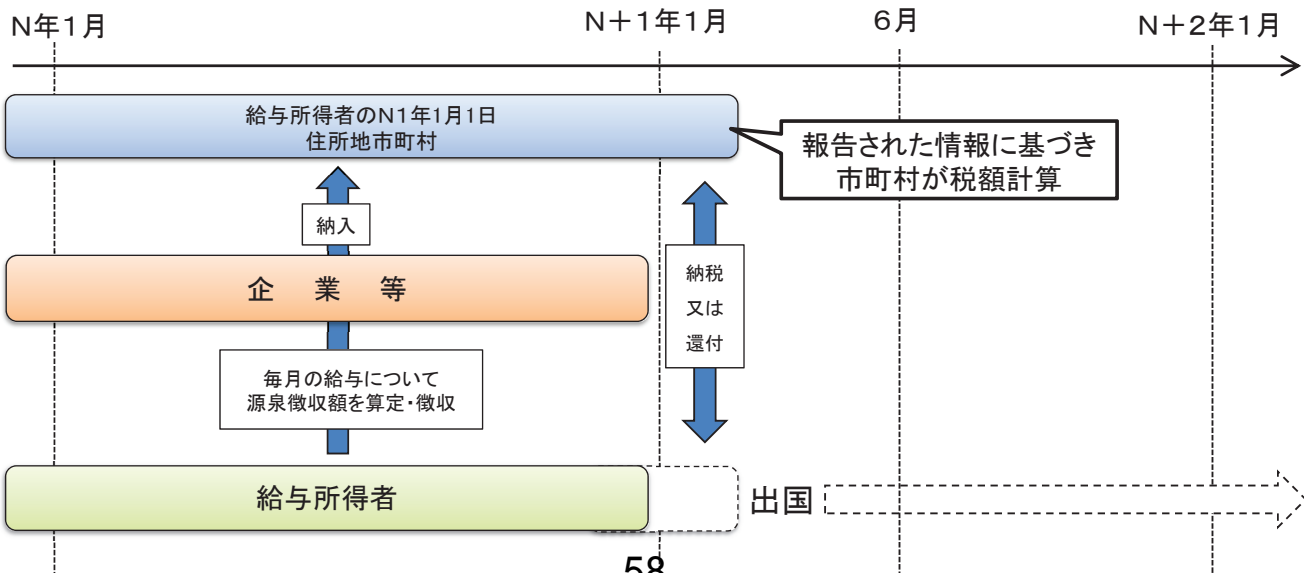 N年1月
N+1年1月
6月
N+2年1月
給与所得者のN1年1月1日
住所地市町村
報告された情報に基づき
市町村が税額計算
納入
企　業　等
納税
又は
還付
毎月の給与について
源泉徴収額を算定・徴収
給与所得者
出国
58